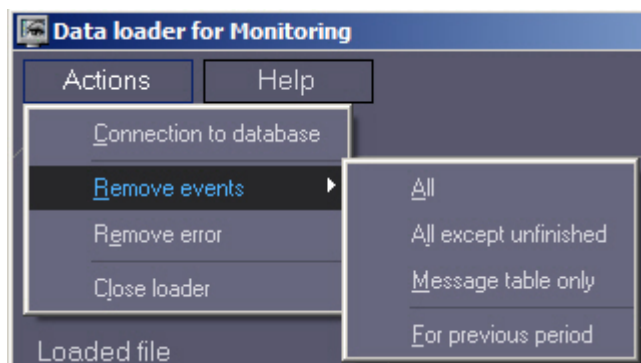 Data loader for Monitoring
Actions Help
Connection to database
Remove events
Remove error
Close loader
All
All except unfinished
Message table only
For previous period
Loaded file